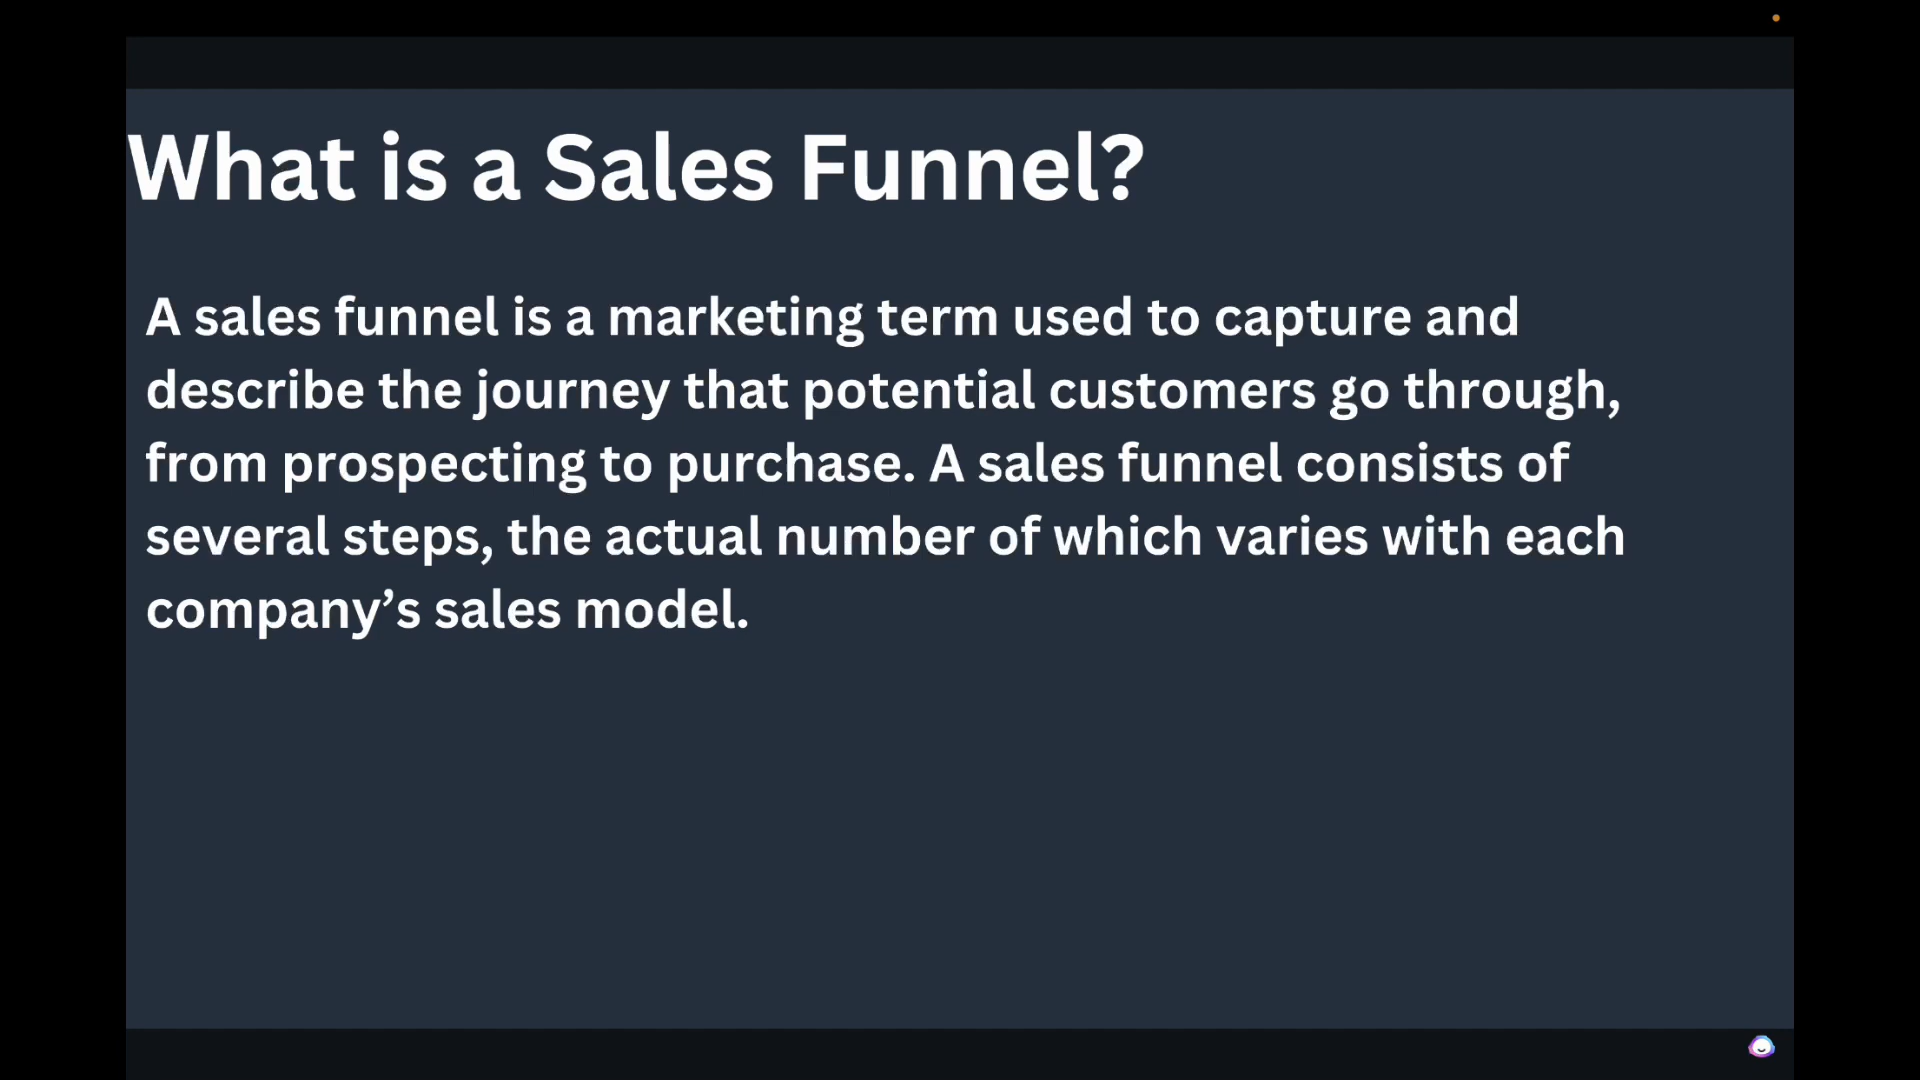 What is a Sales Funnel?
A sales funnel is a marketing term used to capture and
describe the journey that potential customers go through,
from prospecting to purchase. A sales funnel consists of
several steps, the actual number of which varies with each
company’s sales model.